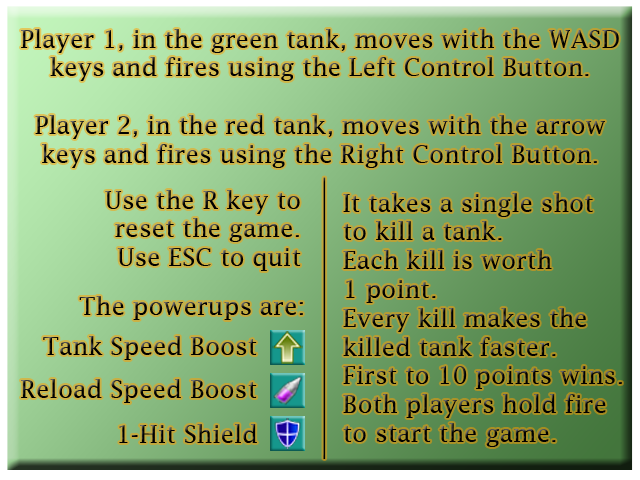 Player 1, in the green tank, moves with the WASD
keys and fires using the Left Control Button.
Player 2, in the red tank, moves with the arrow
keys and fires using the Right Control Button.
Use the R key to
reset the game.
Use ESC to quit
The powerups are:
Tank Speed Boost
Reload Speed Boost
1-Hit Shield
It takes a single shot
to kill a tank.
Each kill is worth
1 point.
Every kill makes the
killed tank faster.
First to 10 points wins.
Both players hold fire
to start the game.